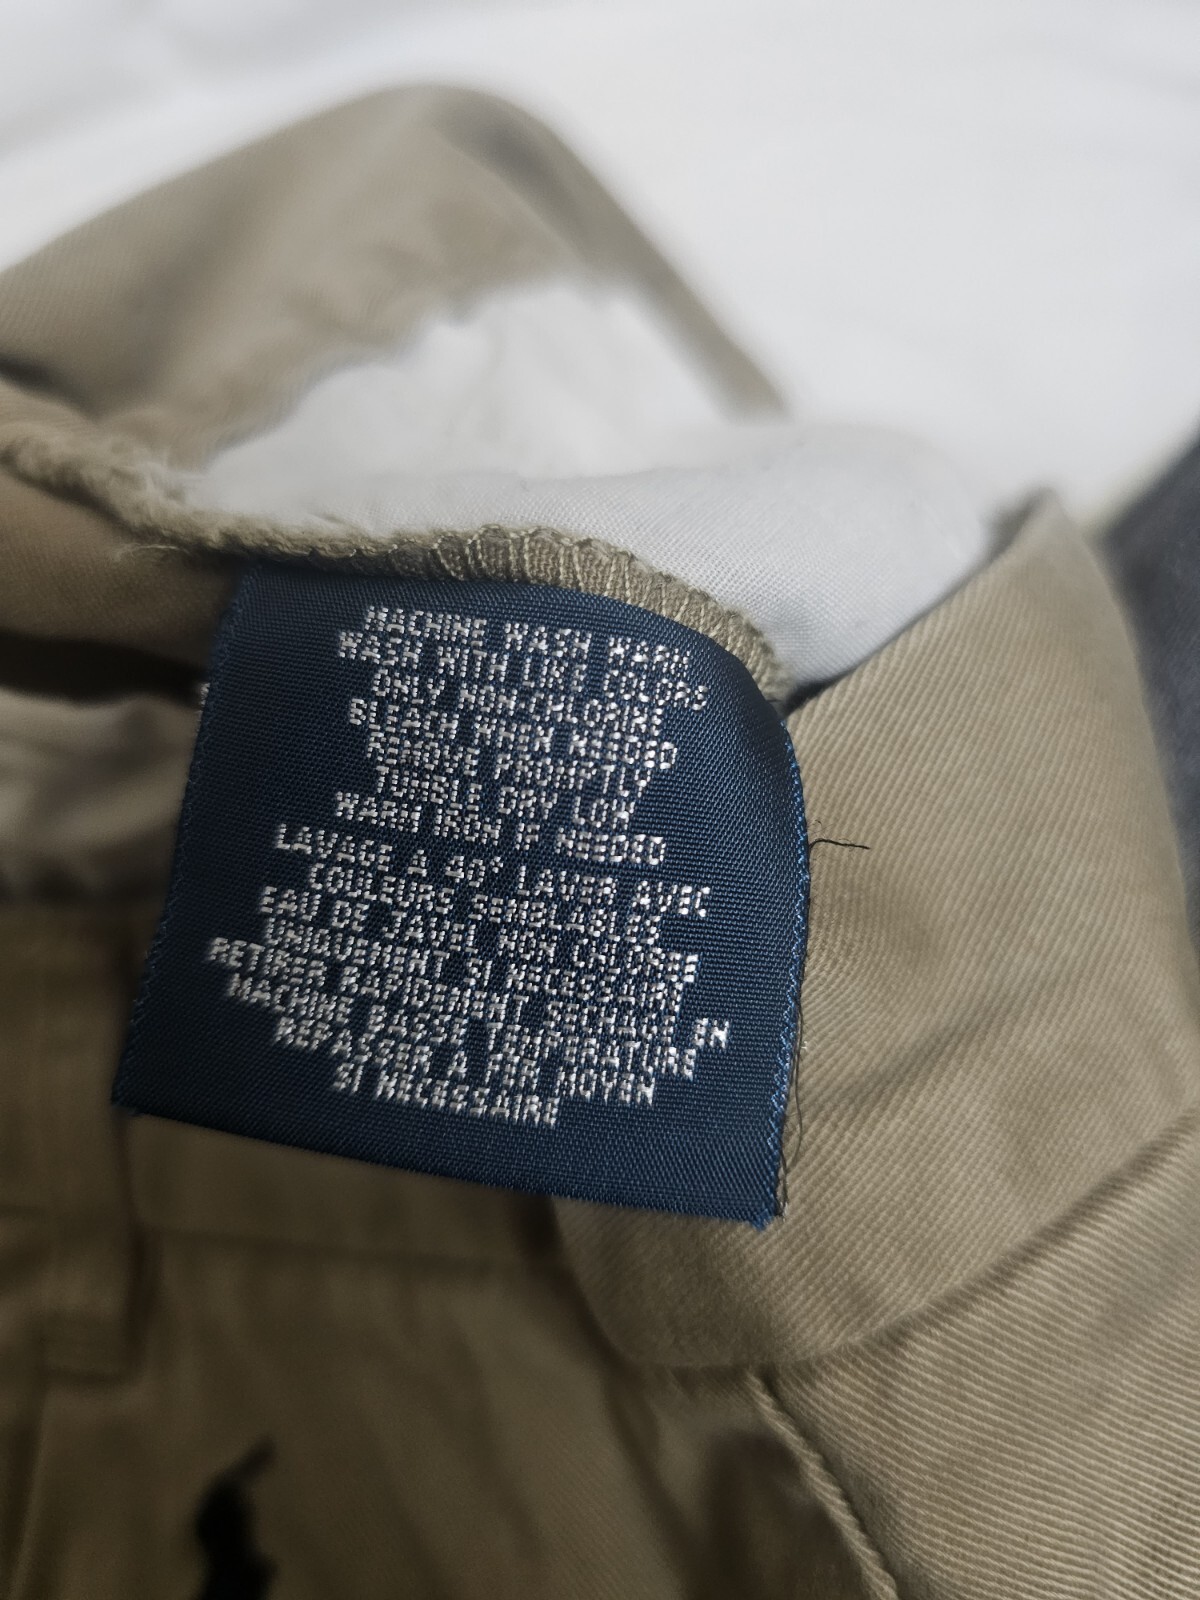 MACHINE WASH WARM
WASH WITH LIKE COLORS
ONLY NON-CHLORINE
BLEACH WHEN NEEDED
REMOVE PROMPTLY
TUMBLE DRY LOW
WARM IRON IF NEEDED
LAVAGE A 40° LAVER AVEC
COULEURS SEMBLABLES
EAU DE JAVEL NON CHLOREE
UNIQUEMENT SI NECESSAIRE
RETIRER RAPIDEMENT SECHAGE EN
MACHINE BASSE TEMPERATURE
REPASSER A FER MOYEN
SI NECESSAIRE